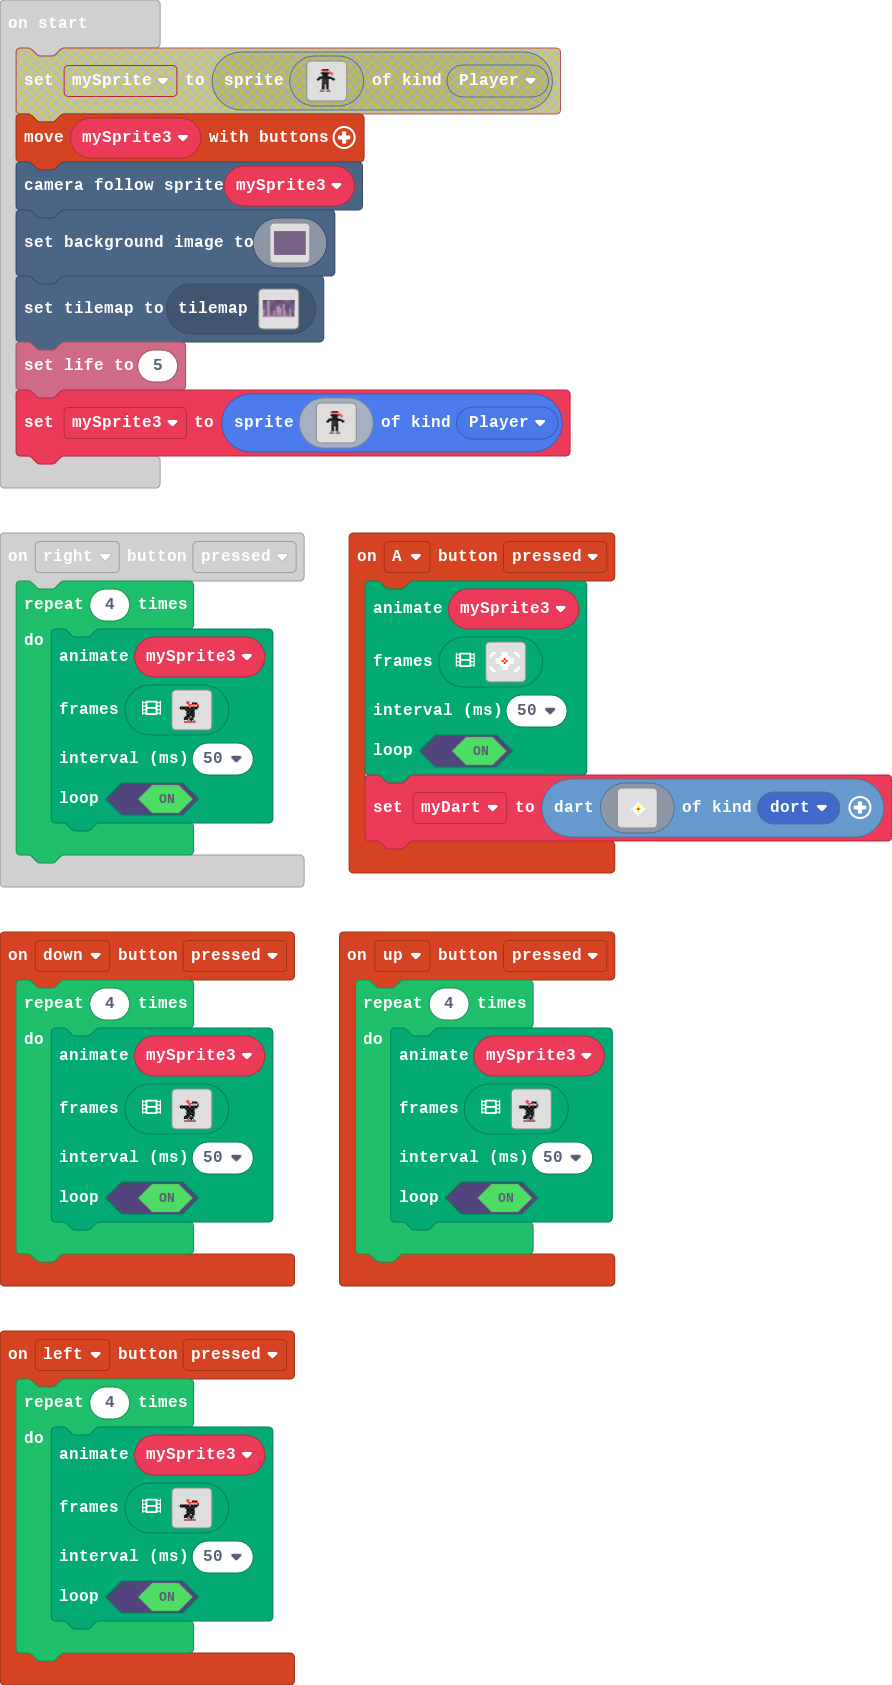 on start
set mySprite to sprite of kind Player
move mySprite3 with buttons
camera follow sprite mySprite3
set background image to
set tilemap to tilemap
set life to 5
set mySprite3 to sprite of kind Player
on right button pressed
repeat 4 times
do
animate mySprite3
frames
interval (ms) 50
loop ON
on A button pressed
animate mySprite3
frames
interval (ms) 50
loop ON
set myDart to dart of kind dort
on down button pressed
repeat 4 times
do
animate mySprite3
frames
interval (ms) 50
loop ON
on up button pressed
repeat 4 times
do
animate mySprite3
frames
interval (ms) 50
loop ON
on left button pressed
repeat 4 times
do
animate mySprite3
frames
interval (ms) 50
loop ON